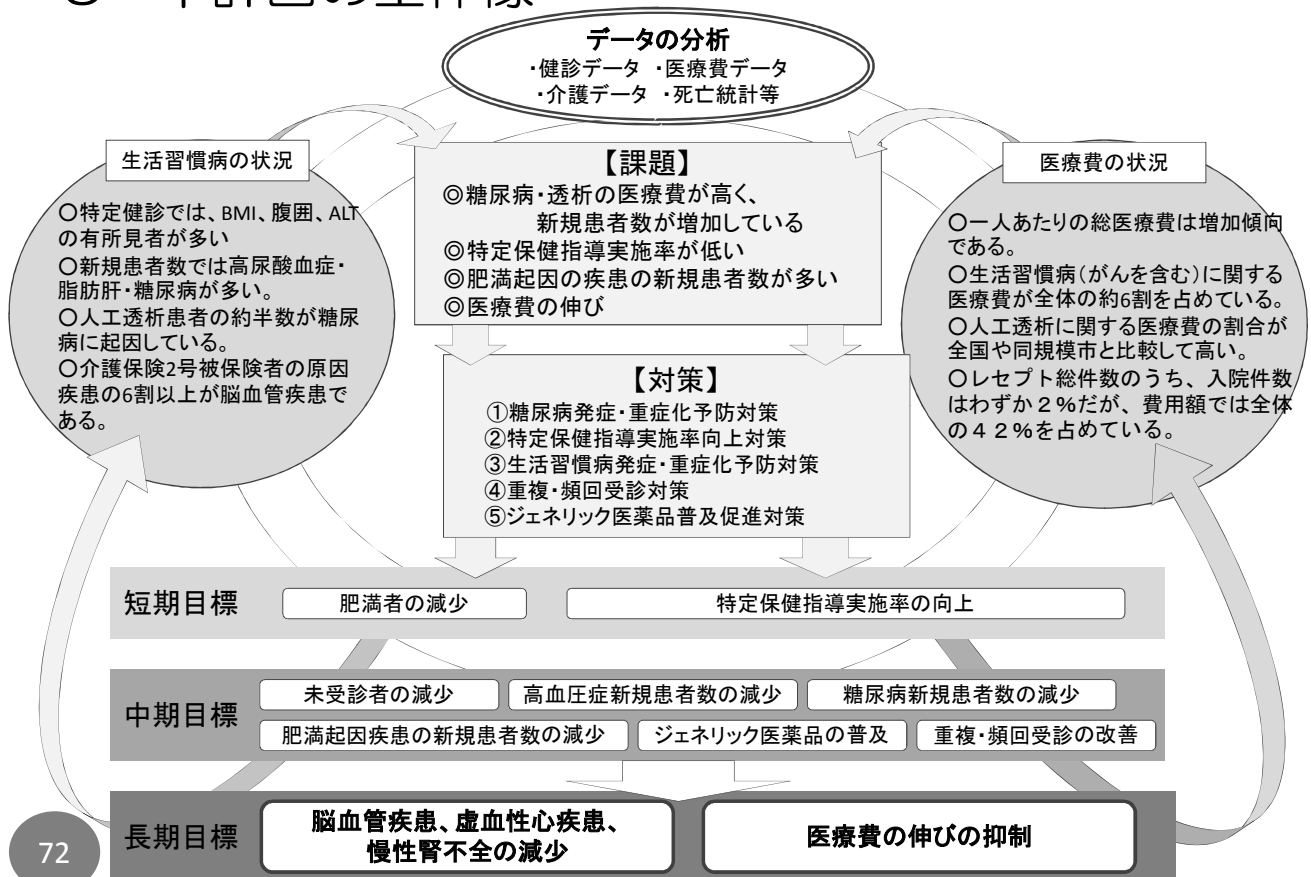 データの分析
・健診データ ・医療費データ
・介護データ ・死亡統計等
生活習慣病の状況
〇特定健診では、BMI、腹囲、ALT
の有所見者が多い
〇新規患者数では高尿酸血症・
脂肪肝・糖尿病が多い。
〇人工透析患者の約半数が糖尿
病に起因している。
〇介護保険2号被保険者の原因
疾患の6割以上が脳血管疾患で
ある。
【課題】
◎糖尿病・透析の医療費が高く、
新規患者数が増加している
◎特定保健指導実施率が低い
◎肥満起因の疾患の新規患者数が多い
◎医療費の伸び
医療費の状況
〇一人あたりの総医療費は増加傾向
である。
〇生活習慣病(がんを含む)に関する
医療費が全体の約6割を占めている。
〇人工透析に関する医療費の割合が
全国や同規模市と比較して高い。
〇レセプト総件数のうち、入院件数
はわずか2%だが、費用額では全体
の42%を占めている。
【対策】
①糖尿病発症・重症化予防対策
②特定保健指導実施率向上対策
③生活習慣病発症・重症化予防対策
④重複・頻回受診対策
⑤ジェネリック医薬品普及促進対策
短期目標
肥満者の減少
特定保健指導実施率の向上
中期目標
未受診者の減少
高血圧症新規患者数の減少
糖尿病新規患者数の減少
肥満起因疾患の新規患者数の減少
ジェネリック医薬品の普及
重複・頻回受診の改善
長期目標
脳血管疾患、虚血性心疾患、
慢性腎不全の減少
医療費の伸びの抑制
72